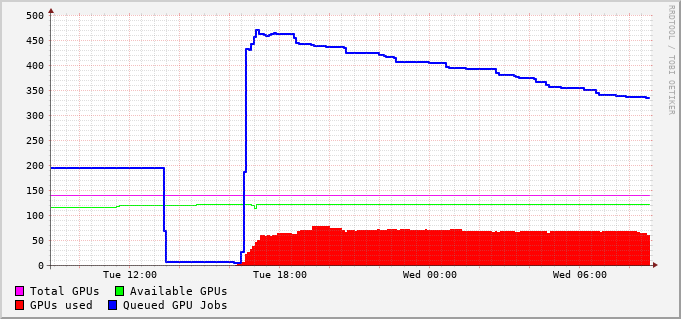 500
450
400
350
300
250
200
150
100
50
0
Tue 12:00 Tue 18:00 Wed 00:00 Wed 06:00
Total GPUs Available GPUs
GPUs used Queued GPU Jobs
RRDTOOL / TOBI OETIKER